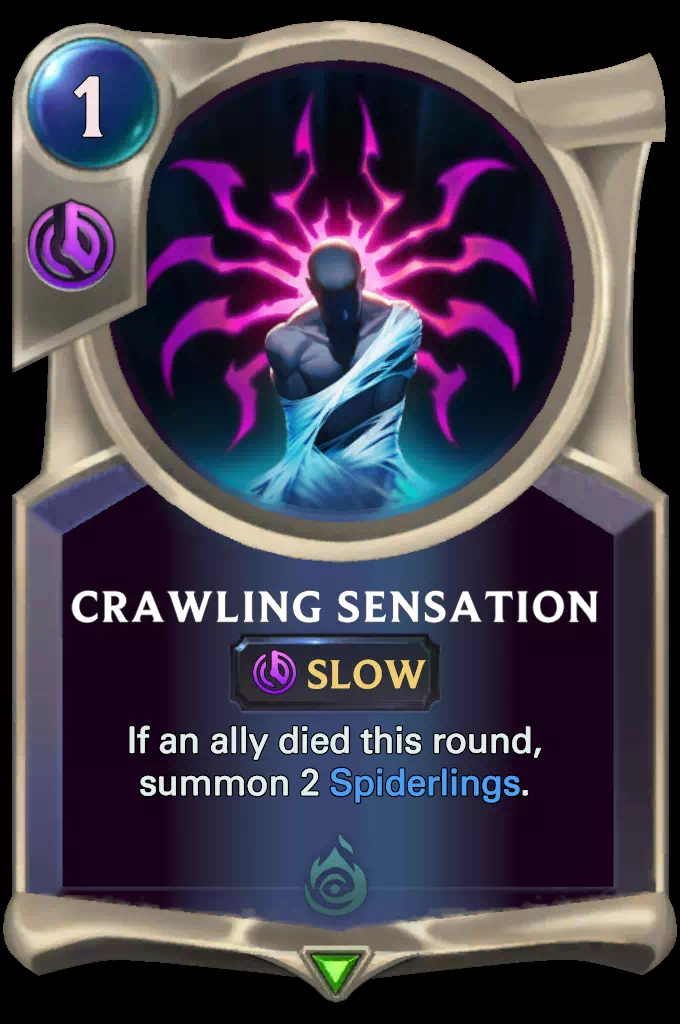 1
CRAWLING SENSATION
SLOW
If an ally died this round,
summon 2 Spiderlings.